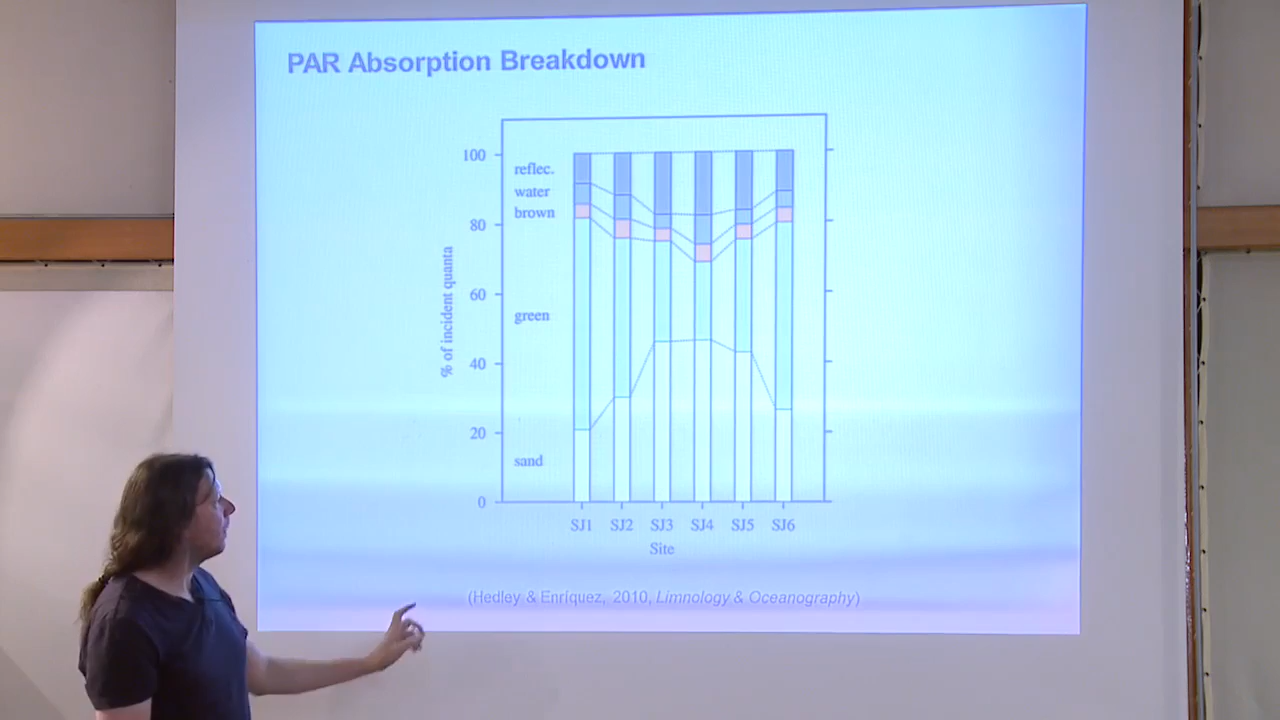 PAR Absorption Breakdown
100
80
60
40
20
0
% of incident quanta
reflec.
water
brown
green
sand
SJ1 SJ2 SJ3 SJ4 SJ5 SJ6
Site
(Hedley & Enríquez, 2010, Limnology & Oceanography)